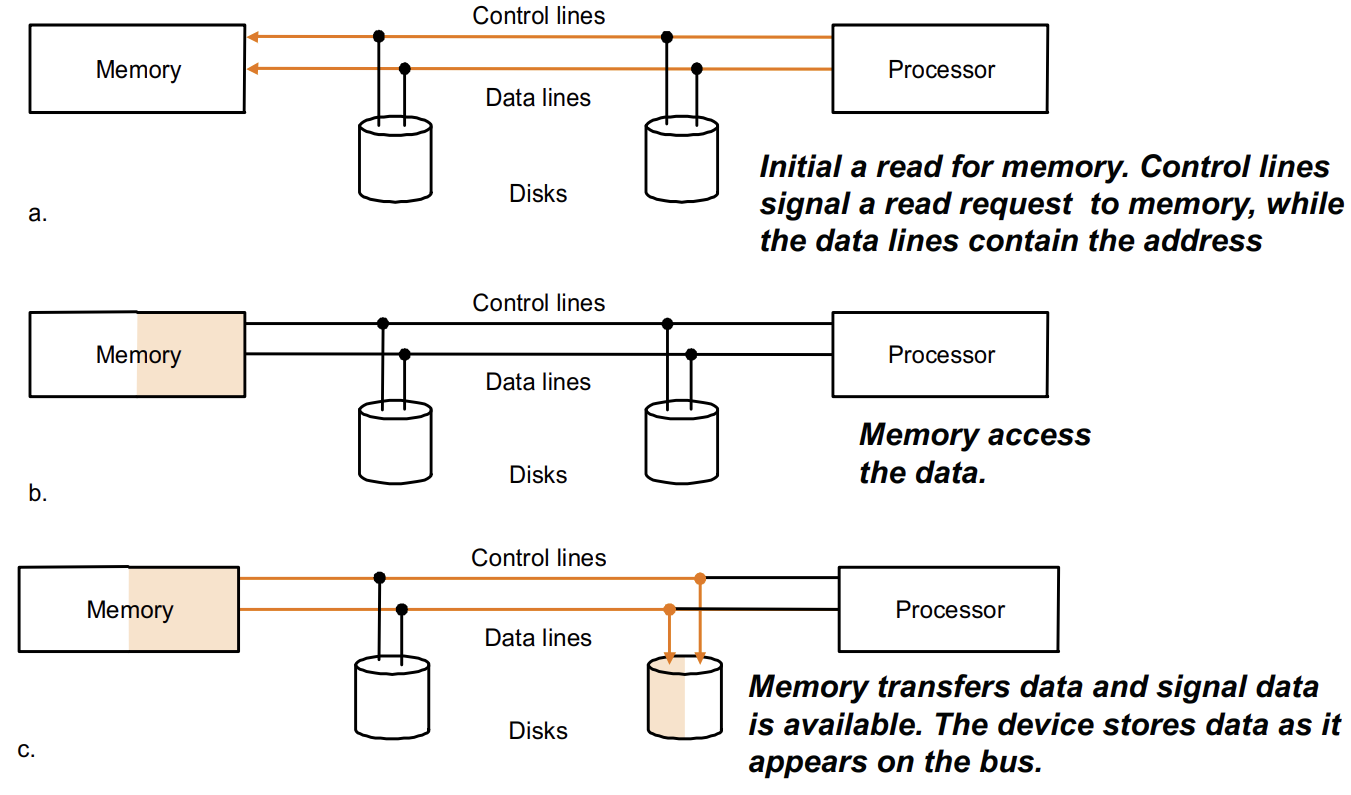 Control lines
Memory
Processor
Data lines
Disks
Initial a read for memory. Control lines
signal a read request to memory, while
the data lines contain the address
a.
Control lines
Memory
Processor
Data lines
Disks
Memory access
the data.
b.
Control lines
Memory
Processor
Data lines
Disks
Memory transfers data and signal data
is available. The device stores data as it
appears on the bus.
c.